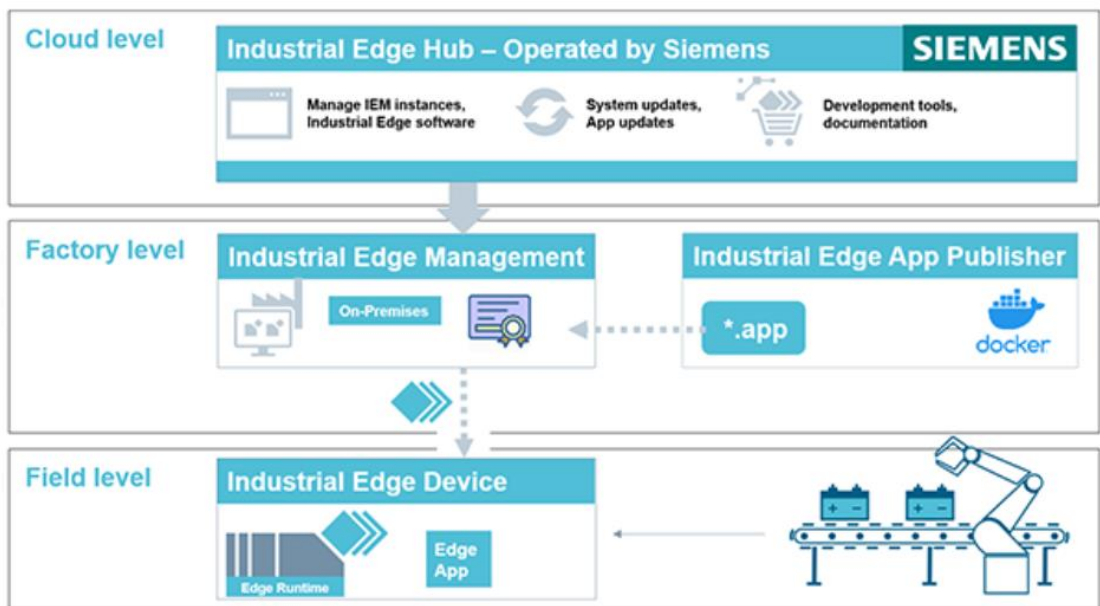 Cloud level
Industrial Edge Hub – Operated by Siemens
SIEMENS
Manage IEM instances,
Industrial Edge software
System updates,
App updates
Development tools,
documentation
Factory level
Industrial Edge Management
On-Premises
Industrial Edge App Publisher
*.app
docker
Field level
Industrial Edge Device
Edge Runtime
Edge
App
+ −
+ −